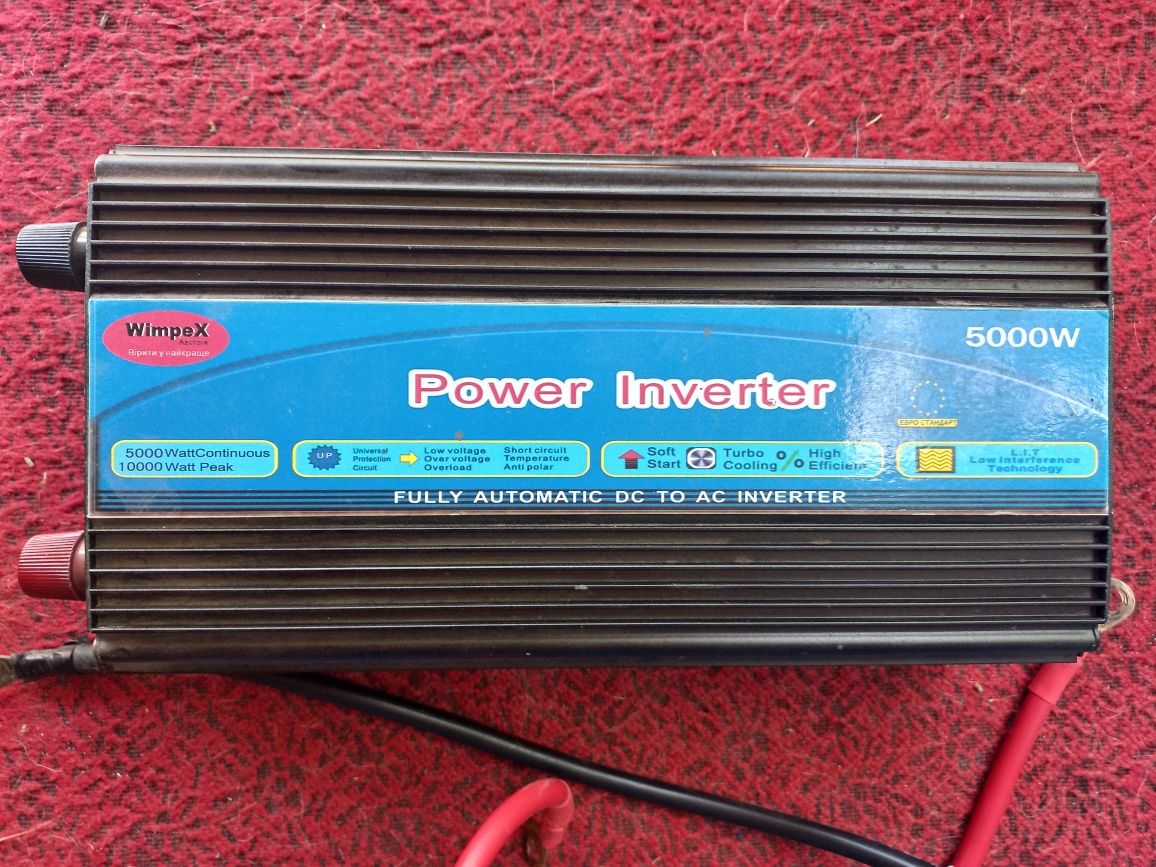 WimpeX
Австрія
Вірити у найкраще
5000W
Power Inverter
ЕВРО СТАНДАРТ
5000 Watt Continuous
10000 Watt Peak
UP
Universal
Protection
Circuit
Low voltage
Over voltage
Overload
Short circuit
Temperature
Anti polar
Soft
Start
Turbo
Cooling
%
High
Efficient
L.I.T
Low Interference
Technology
FULLY AUTOMATIC DC TO AC INVERTER